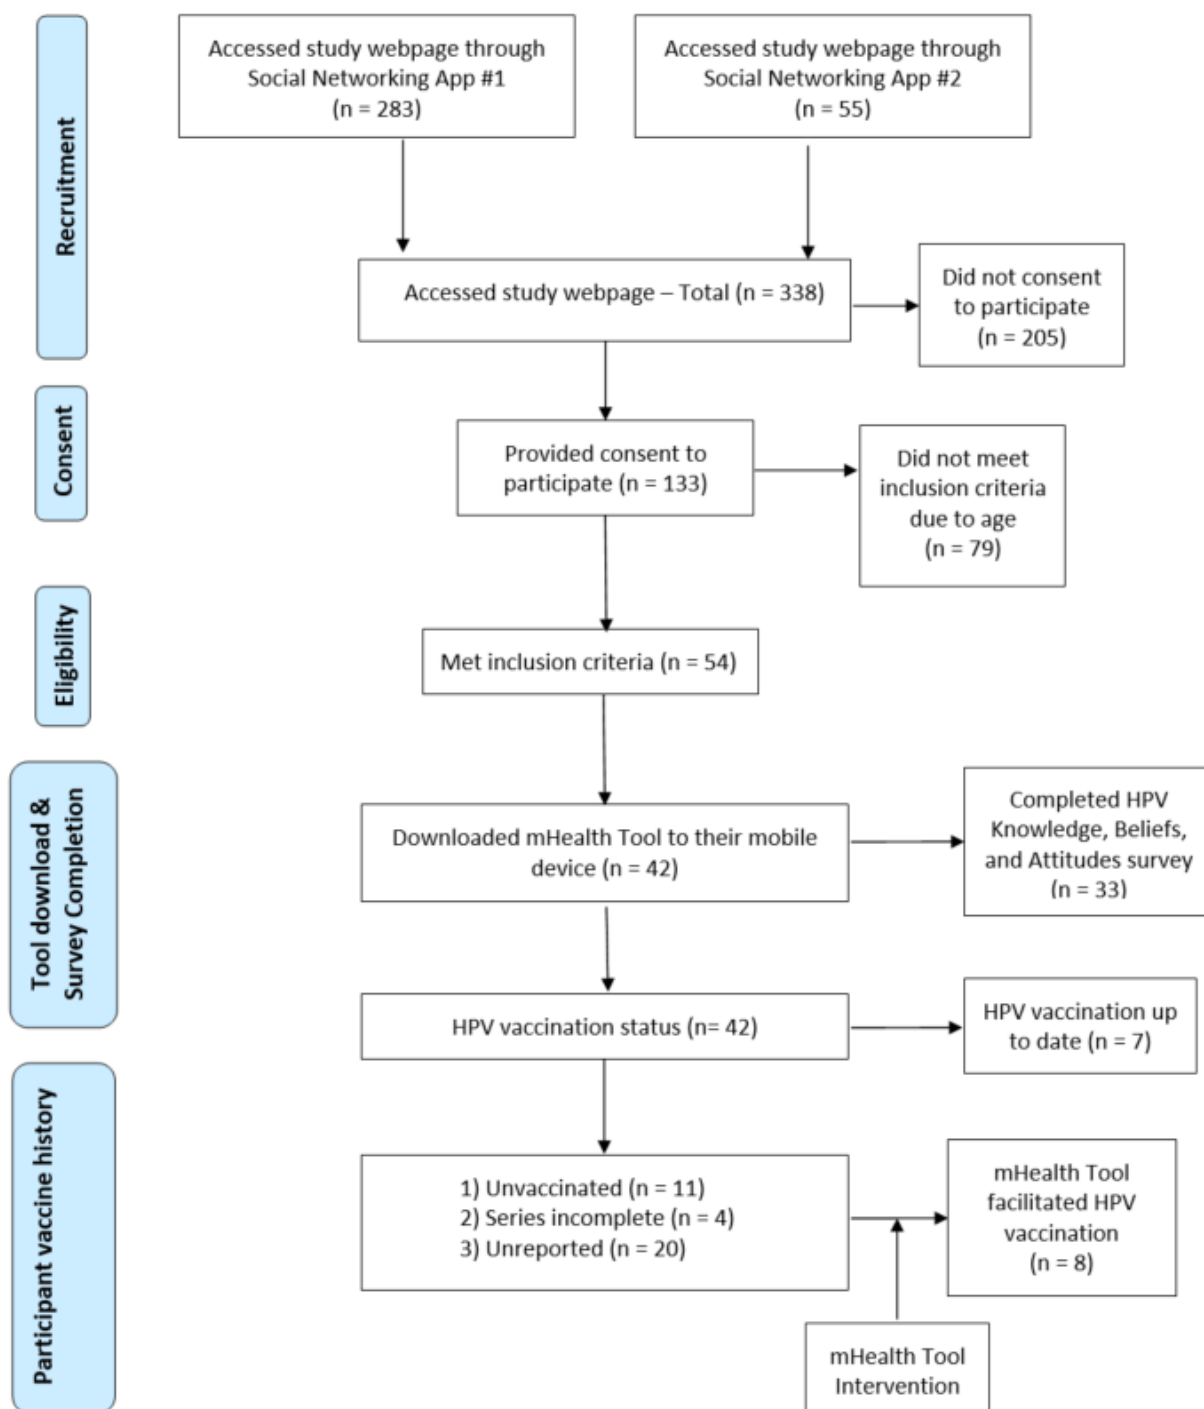 Recruitment
Accessed study webpage through
Social Networking App #1
(n = 283)
Accessed study webpage through
Social Networking App #2
(n = 55)
Accessed study webpage – Total (n = 338)
Did not consent
to participate
(n = 205)
Consent
Provided consent to
participate (n = 133)
Did not meet
inclusion criteria
due to age
(n = 79)
Eligibility
Met inclusion criteria (n = 54)
Tool download &
Survey Completion
Downloaded mHealth Tool to their mobile
device (n = 42)
Completed HPV
Knowledge, Beliefs,
and Attitudes survey
(n = 33)
HPV vaccination status (n= 42)
HPV vaccination up
to date (n = 7)
Participant vaccine history
1) Unvaccinated (n = 11)
2) Series incomplete (n = 4)
3) Unreported (n = 20)
mHealth Tool
facilitated HPV
vaccination
(n = 8)
mHealth Tool
Intervention